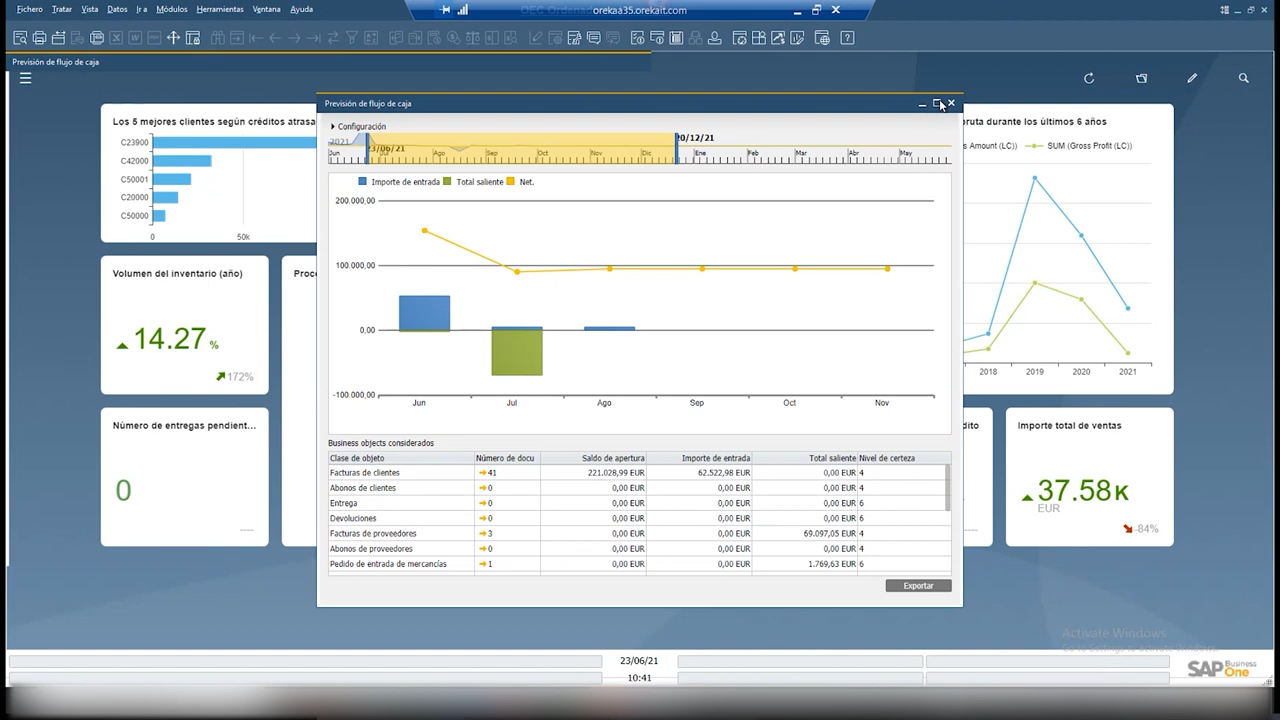 Fichero Tratar Vista Datos Ir a Módulos Herramientas Ventana Ayuda
orekaa35.orekait.com
Previsión de flujo de caja
Los 5 mejores clientes según créditos atrasa
C23900
C42000
C50001
C20000
C50000
0 50k
Volumen del inventario (año)
14.27 %
172%
Proc
Número de entregas pendient...
0
Previsión de flujo de caja
Configuración
2021 23/06/21 20/12/21
Jun Jul Ago Sep Oct Nov Dic Ene Feb Mar Abr May
Importe de entrada Total saliente Net.
200.000,00
100.000,00
0,00
-100.000,00
Jun Jul Ago Sep Oct Nov
Business objects considerados
Clase de objeto Número de docu Saldo de apertura Importe de entrada Total saliente Nivel de certeza
Facturas de clientes 41 221.028,99 EUR 62.522,98 EUR 0,00 EUR 4
Abonos de clientes 0 0,00 EUR 0,00 EUR 0,00 EUR 4
Entrega 0 0,00 EUR 0,00 EUR 0,00 EUR 6
Devoluciones 0 0,00 EUR 0,00 EUR 0,00 EUR 6
Facturas de proveedores 3 0,00 EUR 0,00 EUR 69.097,05 EUR 4
Abonos de proveedores 0 0,00 EUR 0,00 EUR 0,00 EUR 4
Pedido de entrada de mercancías 1 0,00 EUR 0,00 EUR 1.769,63 EUR 6
Exportar
ruta durante los últimos 6 años
s Amount (LC)) SUM (Gross Profit (LC))
2018 2019 2020 2021
dito
Importe total de ventas
37.58 K
EUR
-84%
Activate Windows
23/06/21
10:41
SAP Business One